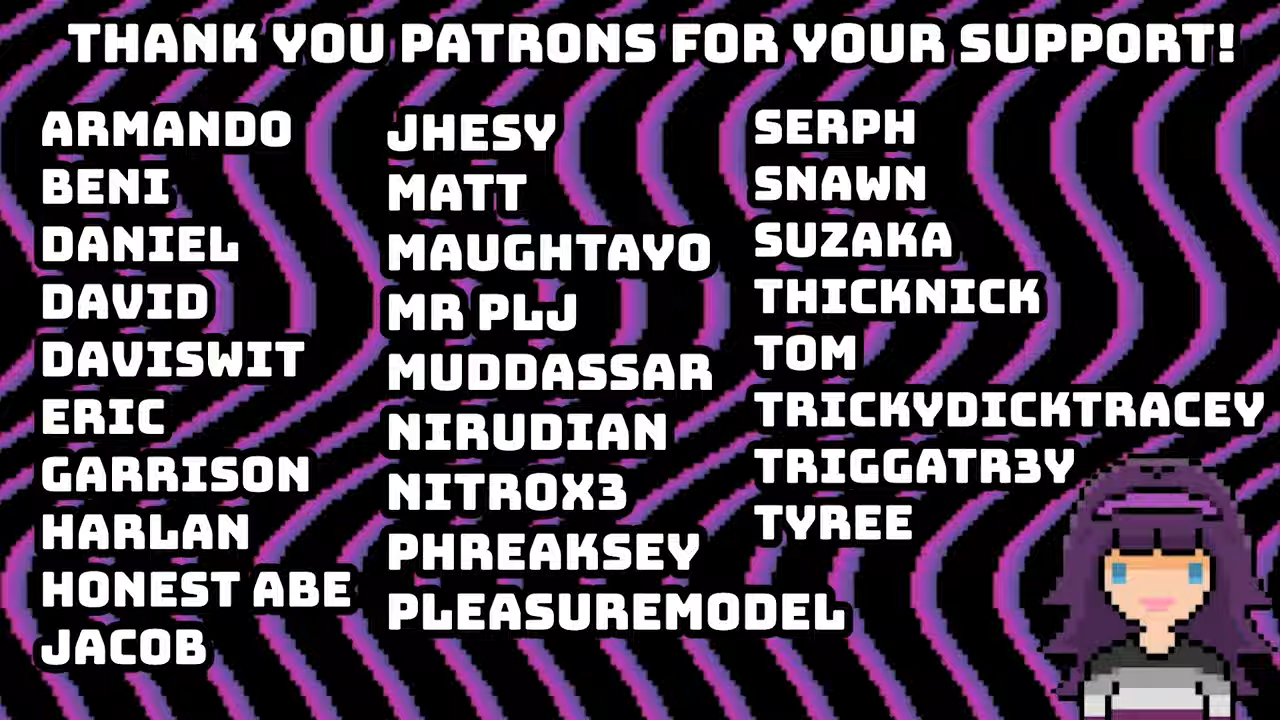 THANK YOU PATRONS FOR YOUR SUPPORT!
ARMANDO
BENI
DANIEL
DAVID
DAVISWIT
ERIC
GARRISON
HARLAN
HONEST ABE
JACOB
JHESY
MATT
MAUGHTAYO
MR PLJ
MUDDASSAR
NIRUDIAN
NITROX3
PHREAKSEY
PLEASUREMODEL
SERPH
SNAWN
SUZAKA
THICKNICK
TOM
TRICKYDICKTRACEY
TRIGGATR3Y
TYREE